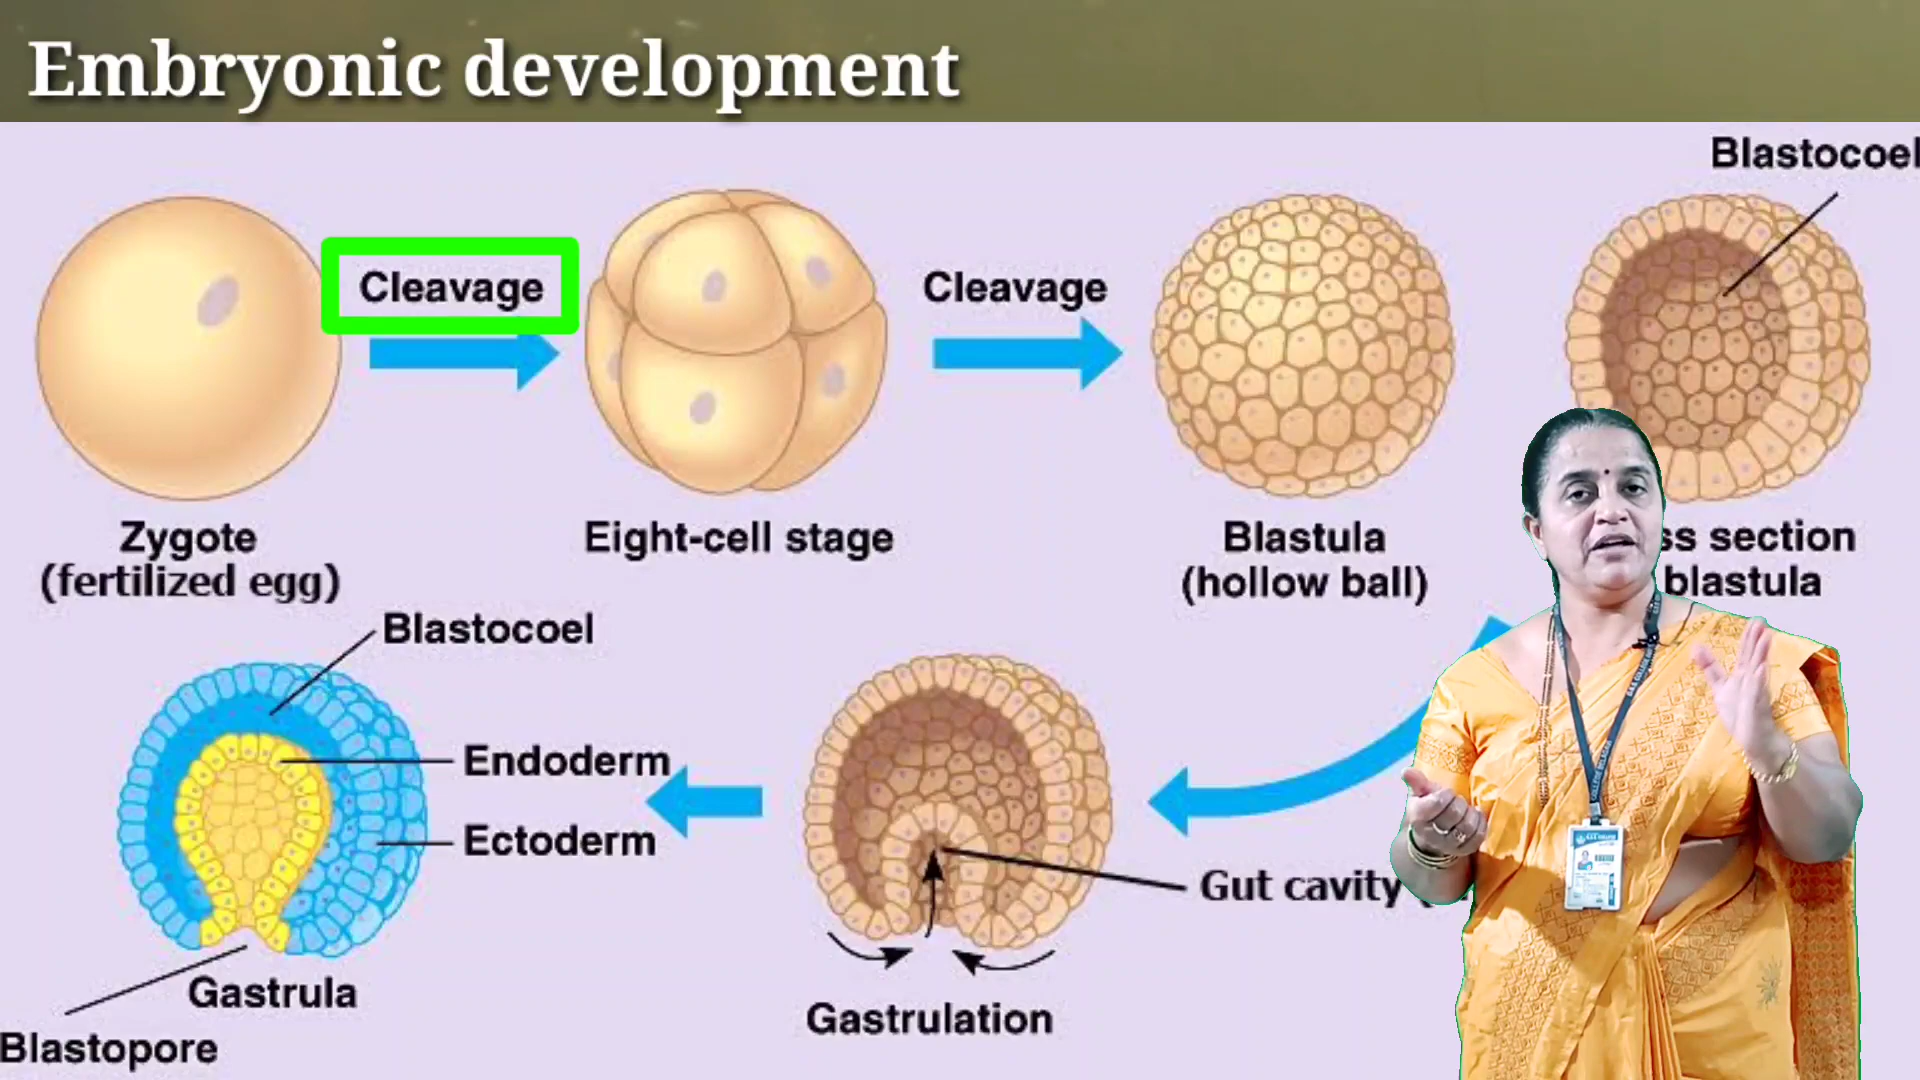 Embryonic development
Blastocoel
Cleavage
Cleavage
Zygote
(fertilized egg)
Eight-cell stage
Blastula
(hollow ball)
section
blastula
Blastocoel
Endoderm
Ectoderm
Gut cavity
Gastrula
Gastrulation
Blastopore